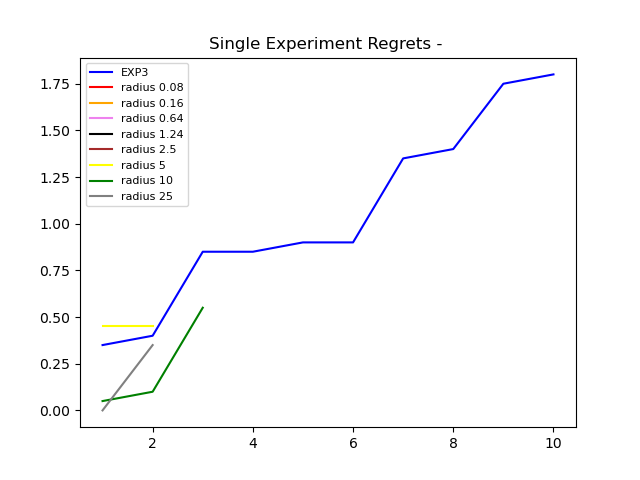 Single Experiment Regrets -
EXP3
radius 0.08
radius 0.16
radius 0.64
radius 1.24
radius 2.5
radius 5
radius 10
radius 25
1.75
1.50
1.25
1.00
0.75
0.50
0.25
0.00
2 4 6 8 10